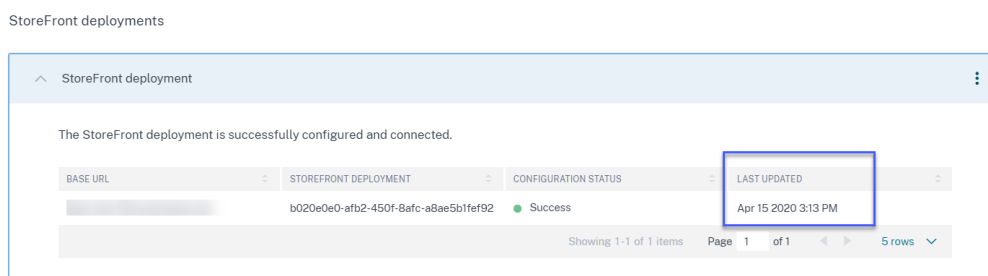 StoreFront deployments
StoreFront deployment
The StoreFront deployment is successfully configured and connected.
BASE URL STOREFRONT DEPLOYMENT CONFIGURATION STATUS LAST UPDATED
b020e0e0-afb2-450f-8afc-a8ae5b1fef92 Success Apr 15 2020 3:13 PM
Showing 1-1 of 1 items Page 1 of 1 5 rows